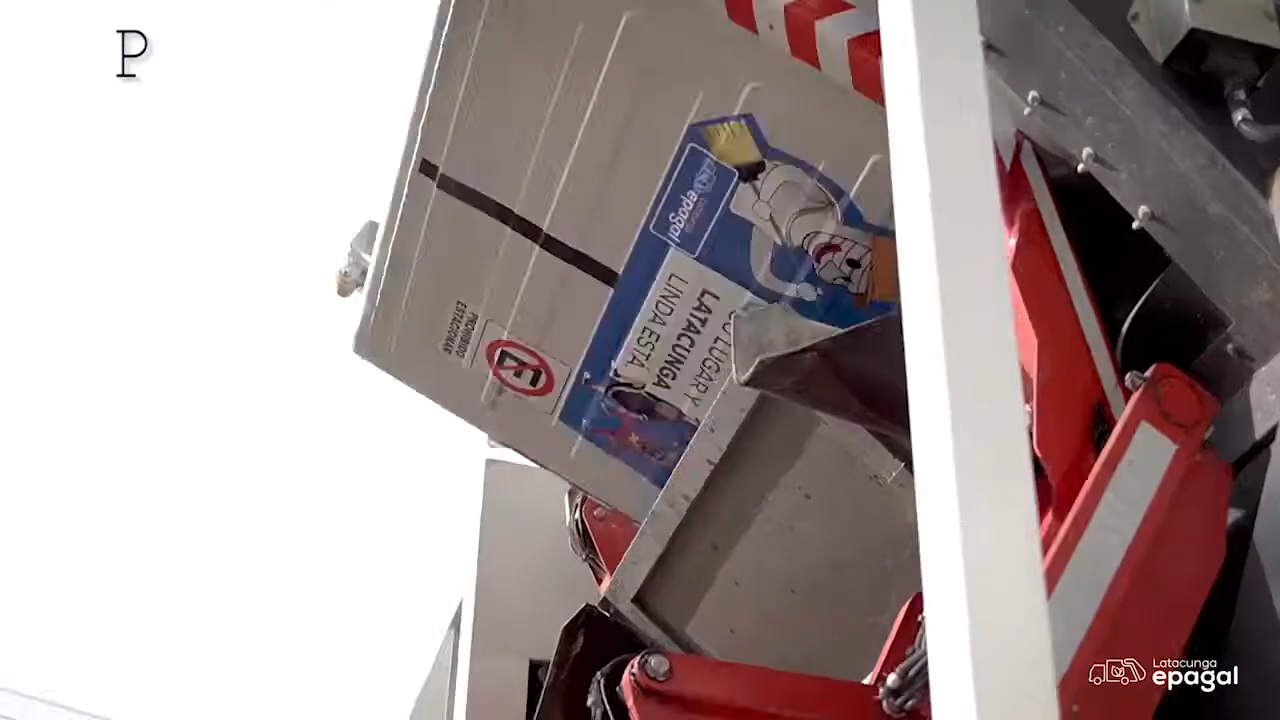 P
epagal
LINDA ESTÁ
LATACUNGA
LUGAR Y
PROHIBIDO
ESTACIONAR
E
Latacunga
epagal